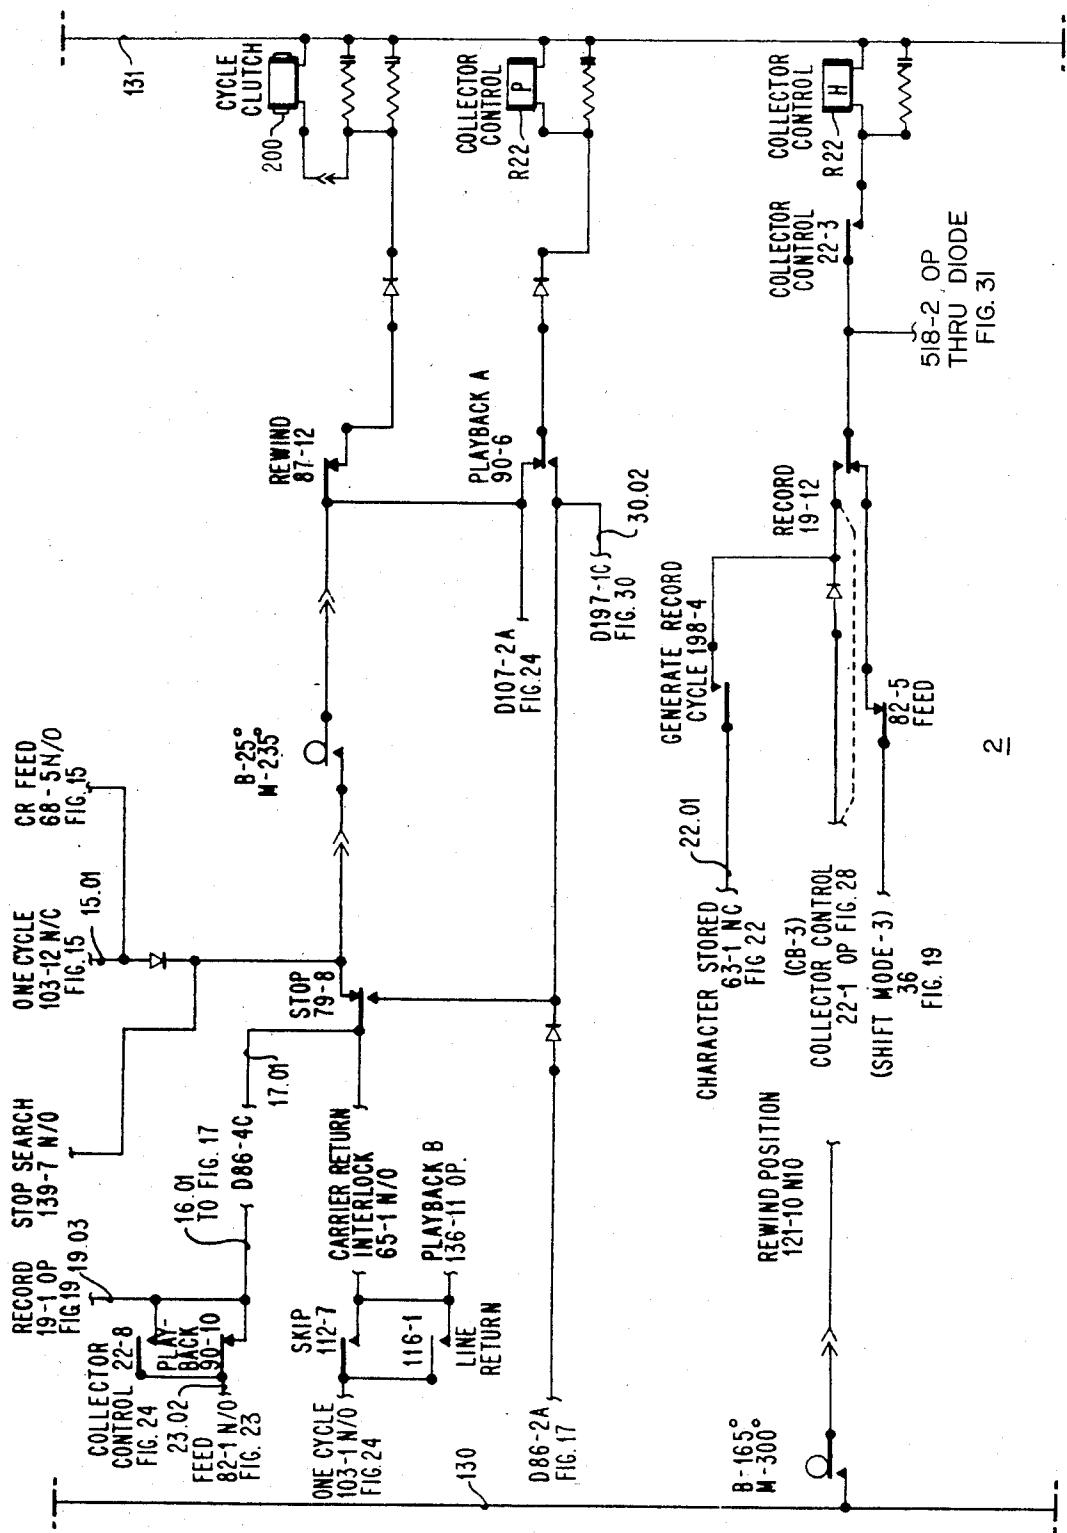 131
CYCLE
CLUTCH
200
COLLECTOR
CONTROL
P
R22
COLLECTOR
CONTROL
H
R22
COLLECTOR
CONTROL
22-3
518-2 OP
THRU DIODE
FIG. 31
REWIND
87-12
PLAYBACK A
90-6
RECORD
19-12
D107-2A
FIG.24
D197-1C
FIG. 30
30.02
GENERATE RECORD
CYCLE 198-4
82-5
FEED
2
B-25°
M-235°
CR FEED
68-5 N/O
FIG. 15
ONE CYCLE
103-12 N/C
FIG. 15
15.01
STOP SEARCH
139-7 N/O
STOP
79-8
17.01
CHARACTER STORED
63-1 NC
FIG 22
22.01
(CB-3)
COLLECTOR CONTROL
22-1 OP FIG. 28
(SHIFT MODE-3)
36
FIG. 19
RECORD
19-1 OP
FIG 19
19.03
16.01
TO FIG. 17
D86-4C
CARRIER RETURN
INTERLOCK
65-1 N/O
PLAYBACK B
136-11 OP.
REWIND POSITION
121-10 N10
COLLECTOR
CONTROL
FIG. 24
22-8
PLAY-
BACK
90-10
23.02
FEED
82-1 N/O
FIG. 23
SKIP
112-7
116-1
LINE
RETURN
ONE CYCLE
103-1 N/O
FIG.24
D86-2A
FIG.17
130
B-165°
M-300°